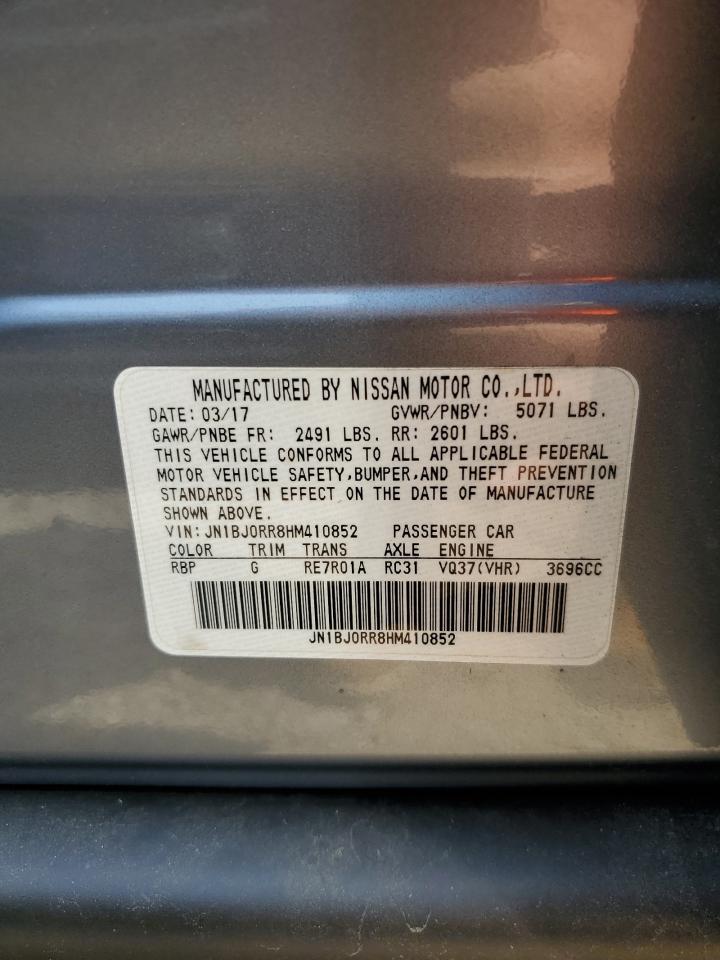 MANUFACTURED BY NISSAN MOTOR CO.,LTD.
DATE: 03/17 GVWR/PNBV: 5071 LBS.
GAWR/PNBE FR: 2491 LBS. RR: 2601 LBS.
THIS VEHICLE CONFORMS TO ALL APPLICABLE FEDERAL
MOTOR VEHICLE SAFETY,BUMPER,AND THEFT PREVENTION
STANDARDS IN EFFECT ON THE DATE OF MANUFACTURE
SHOWN ABOVE.
VIN: JN1BJ0RR8HM410852 PASSENGER CAR
COLOR TRIM TRANS AXLE ENGINE
RBP G RE7R01A RC31 VQ37(VHR) 3696CC
JN1BJ0RR8HM410852